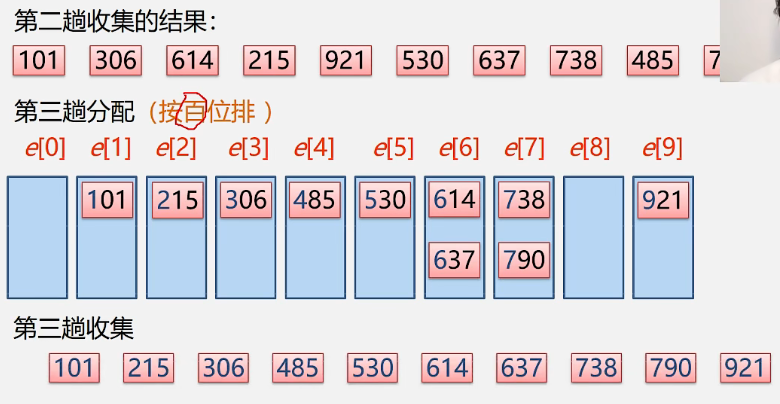 第二趟收集的结果：
101 306 614 215 921 530 637 738 485 7
第三趟分配（按百位排 ）
e[0] e[1] e[2] e[3] e[4] e[5] e[6] e[7] e[8] e[9]
101 215 306 485 530 614 738 921
637 790
第三趟收集
101 215 306 485 530 614 637 738 790 921